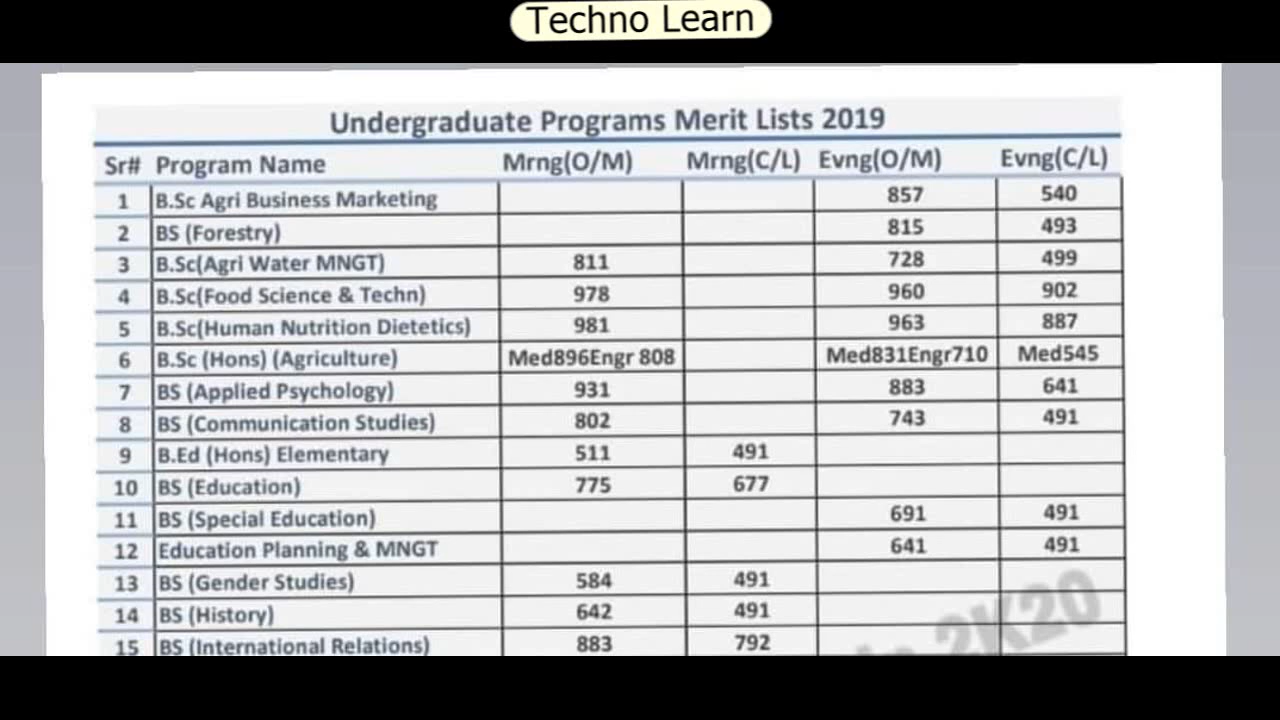 Techno Learn
Undergraduate Programs Merit Lists 2019
Sr# Program Name Mrng(O/M) Mrng(C/L) Evng(O/M) Evng(C/L)
1 B.Sc Agri Business Marketing 857 540
2 BS (Forestry) 815 493
3 B.Sc(Agri Water MNGT) 811 728 499
4 B.Sc(Food Science & Techn) 978 960 902
5 B.Sc(Human Nutrition Dietetics) 981 963 887
6 B.Sc (Hons) (Agriculture) Med896Engr 808 Med831Engr710 Med545
7 BS (Applied Psychology) 931 883 641
8 BS (Communication Studies) 802 743 491
9 B.Ed (Hons) Elementary 511 491
10 BS (Education) 775 677
11 BS (Special Education) 691 491
12 Education Planning & MNGT 641 491
13 BS (Gender Studies) 584 491
14 BS (History) 642 491
15 BS (International Relations) 883 792
2K20